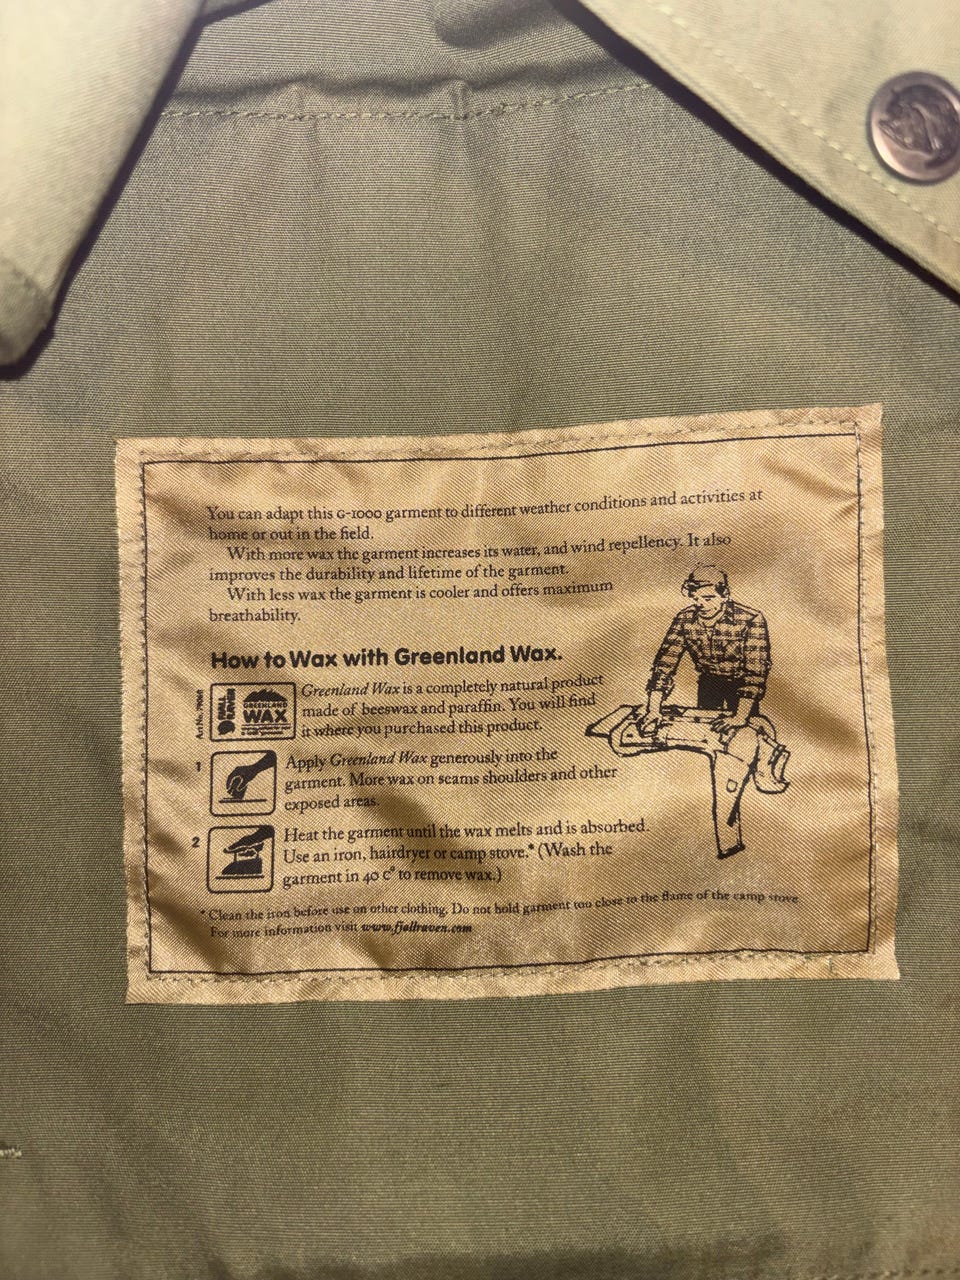 You can adapt this G-1000 garment to different weather conditions and activities at
home or out in the field.
With more wax the garment increases its water, and wind repellency. It also
improves the durability and lifetime of the garment.
With less wax the garment is cooler and offers maximum
breathability.
How to Wax with Greenland Wax.
FJÄLL
RÄVEN
GREENLAND
WAX
Greenland Wax is a completely natural product
made of beeswax and paraffin. You will find
it where you purchased this product.
1
Apply Greenland Wax generously into the
garment. More wax on seams shoulders and other
exposed areas.
2
Heat the garment until the wax melts and is absorbed.
Use an iron, hairdryer or camp stove.* (Wash the
garment in 40 c° to remove wax.)
* Clean the iron before use on other clothing. Do not hold garment too close to the flame of the camp stove
For more information visit www.fjallraven.com